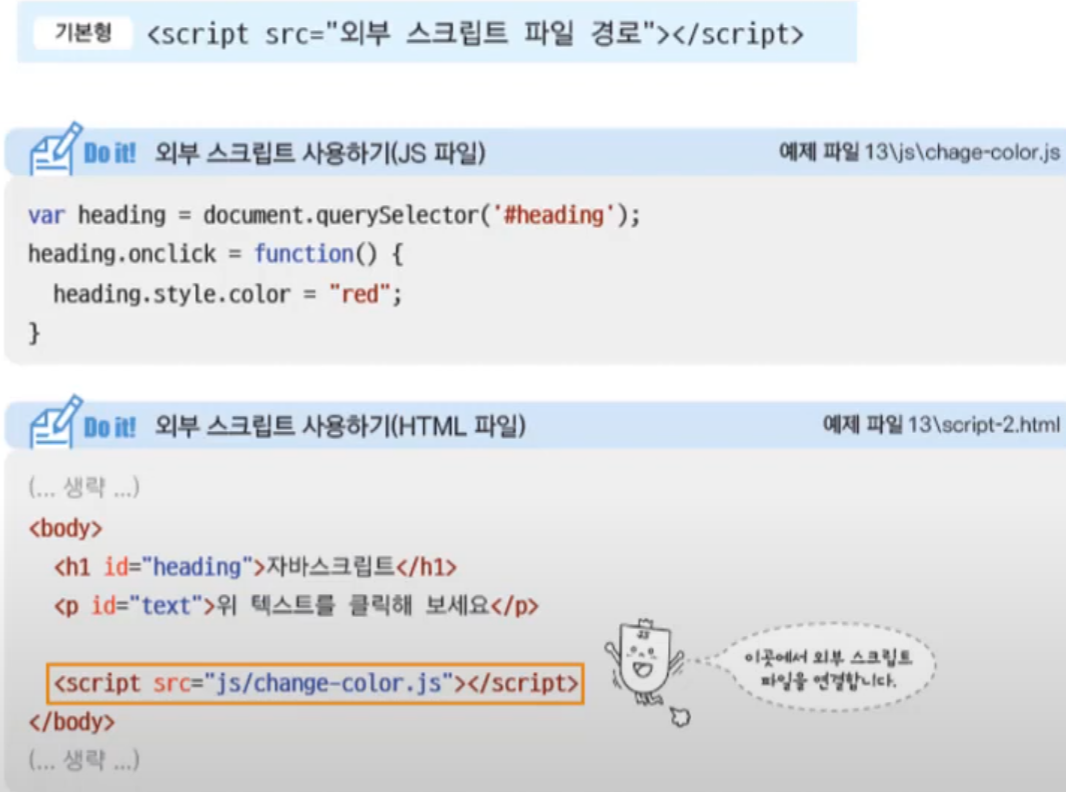 기본형 <script src="외부 스크립트 파일 경로"></script>
Do it! 외부 스크립트 사용하기(JS 파일) 예제 파일 13\js\chage-color.js
var heading = document.querySelector('#heading');
heading.onclick = function() {
heading.style.color = "red";
}
Do it! 외부 스크립트 사용하기(HTML 파일) 예제 파일 13\script-2.html
(... 생략 ...)
<body>
<h1 id="heading">자바스크립트</h1>
<p id="text">위 텍스트를 클릭해 보세요</p>
<script src="js/change-color.js"></script>
이곳에서 외부 스크립트
파일을 연결합니다.
</body>
(... 생략 ...)